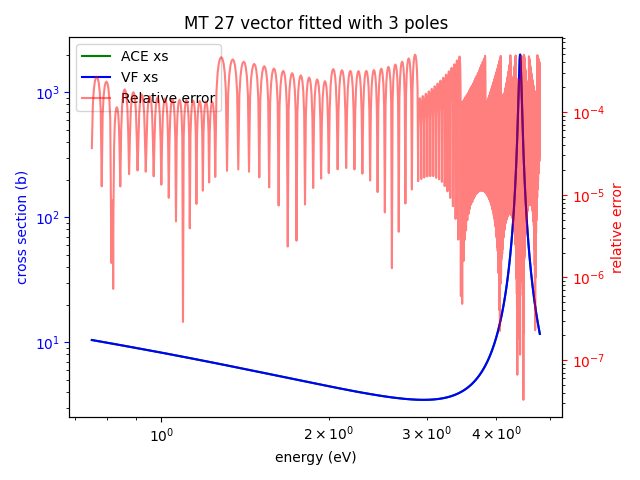 MT 27 vector fitted with 3 poles
ACE xs
VF xs
Relative error
10³
10²
10¹
cross section (b)
10⁻⁴
10⁻⁵
10⁻⁶
10⁻⁷
relative error
10⁰ 2 × 10⁰ 3 × 10⁰ 4 × 10⁰
energy (eV)